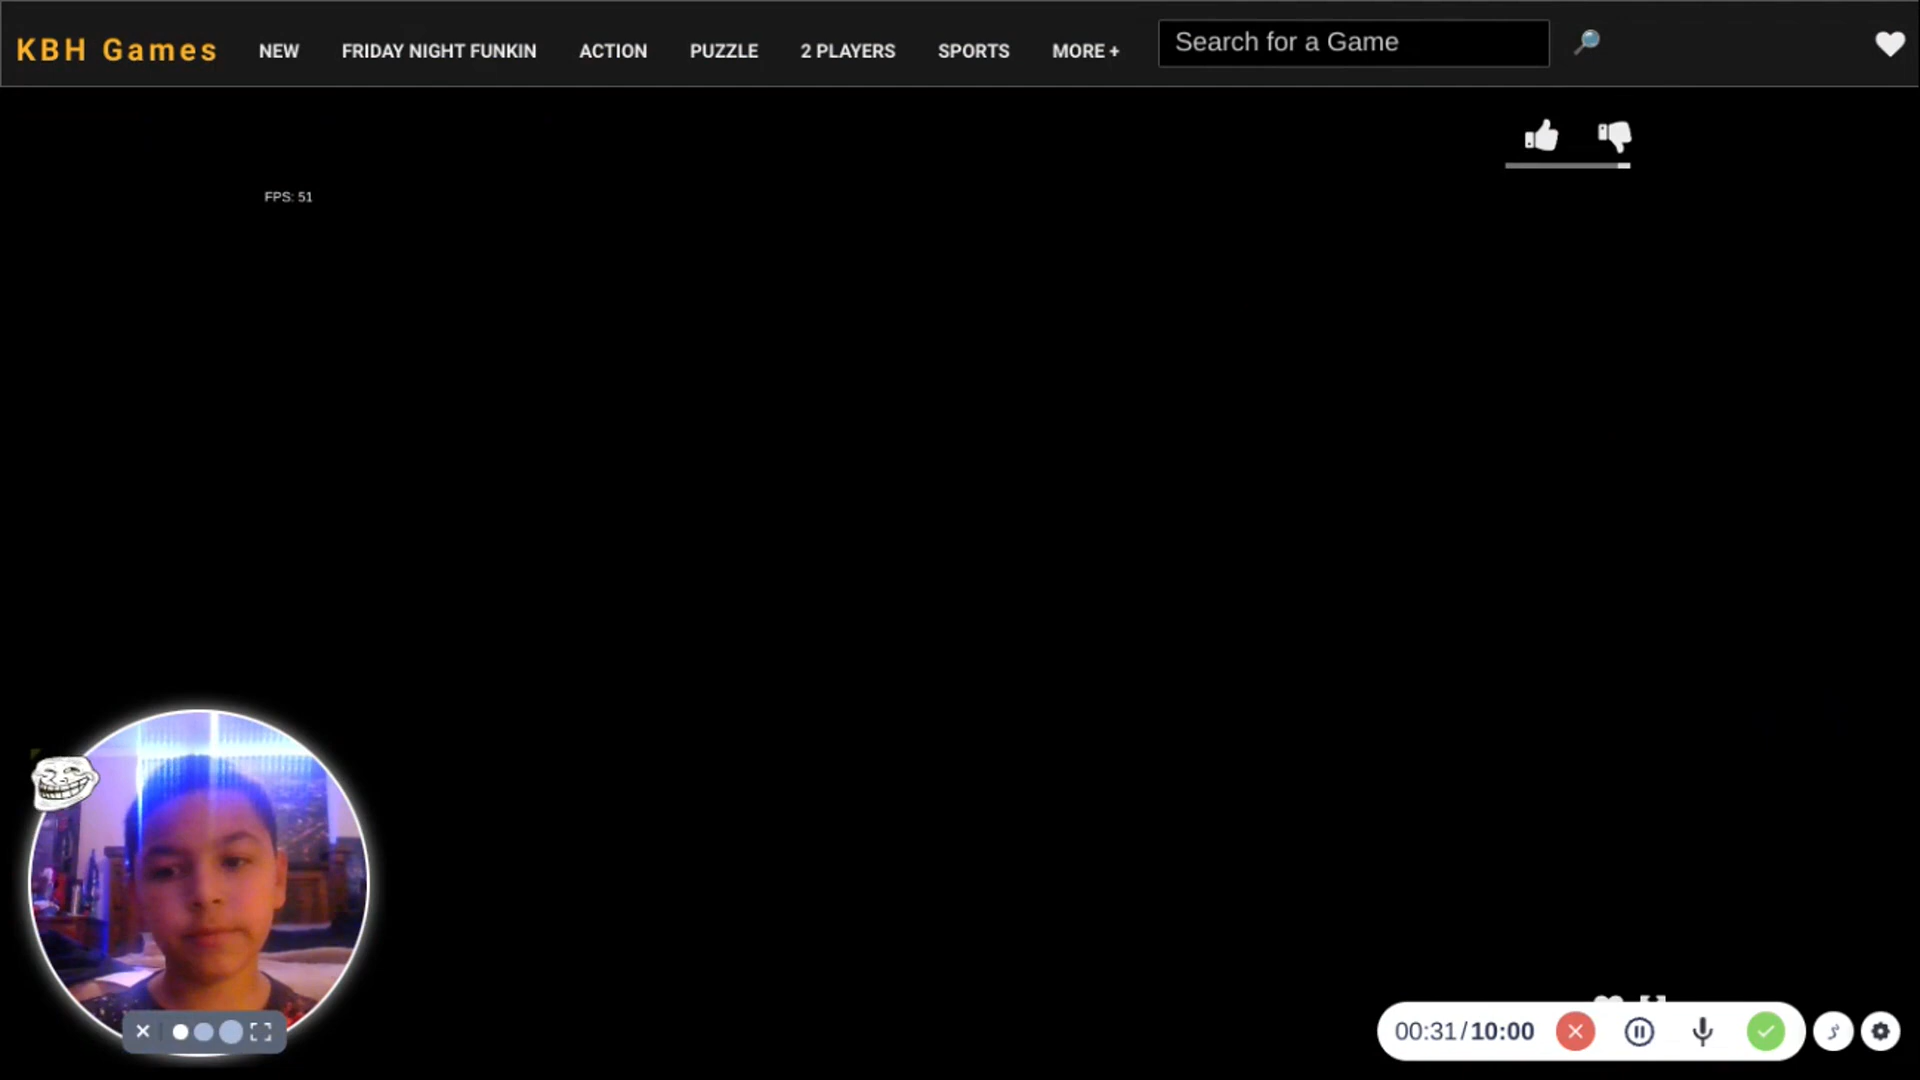 KBH Games NEW FRIDAY NIGHT FUNKIN ACTION PUZZLE 2 PLAYERS SPORTS MORE + Search for a Game
FPS: 51
00:31/10:00